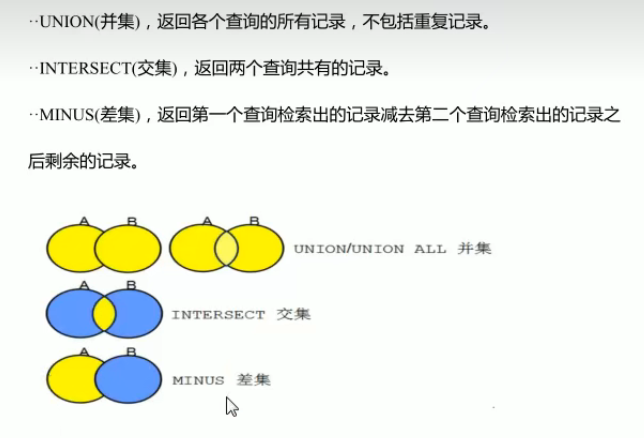 ··UNION(并集)，返回各个查询的所有记录，不包括重复记录。
··INTERSECT(交集)，返回两个查询共有的记录。
··MINUS(差集)，返回第一个查询检索出的记录减去第二个查询检索出的记录之
后剩余的记录。
A B A B
UNION/UNION ALL 并集
A B
INTERSECT 交集
A B
MINUS 差集